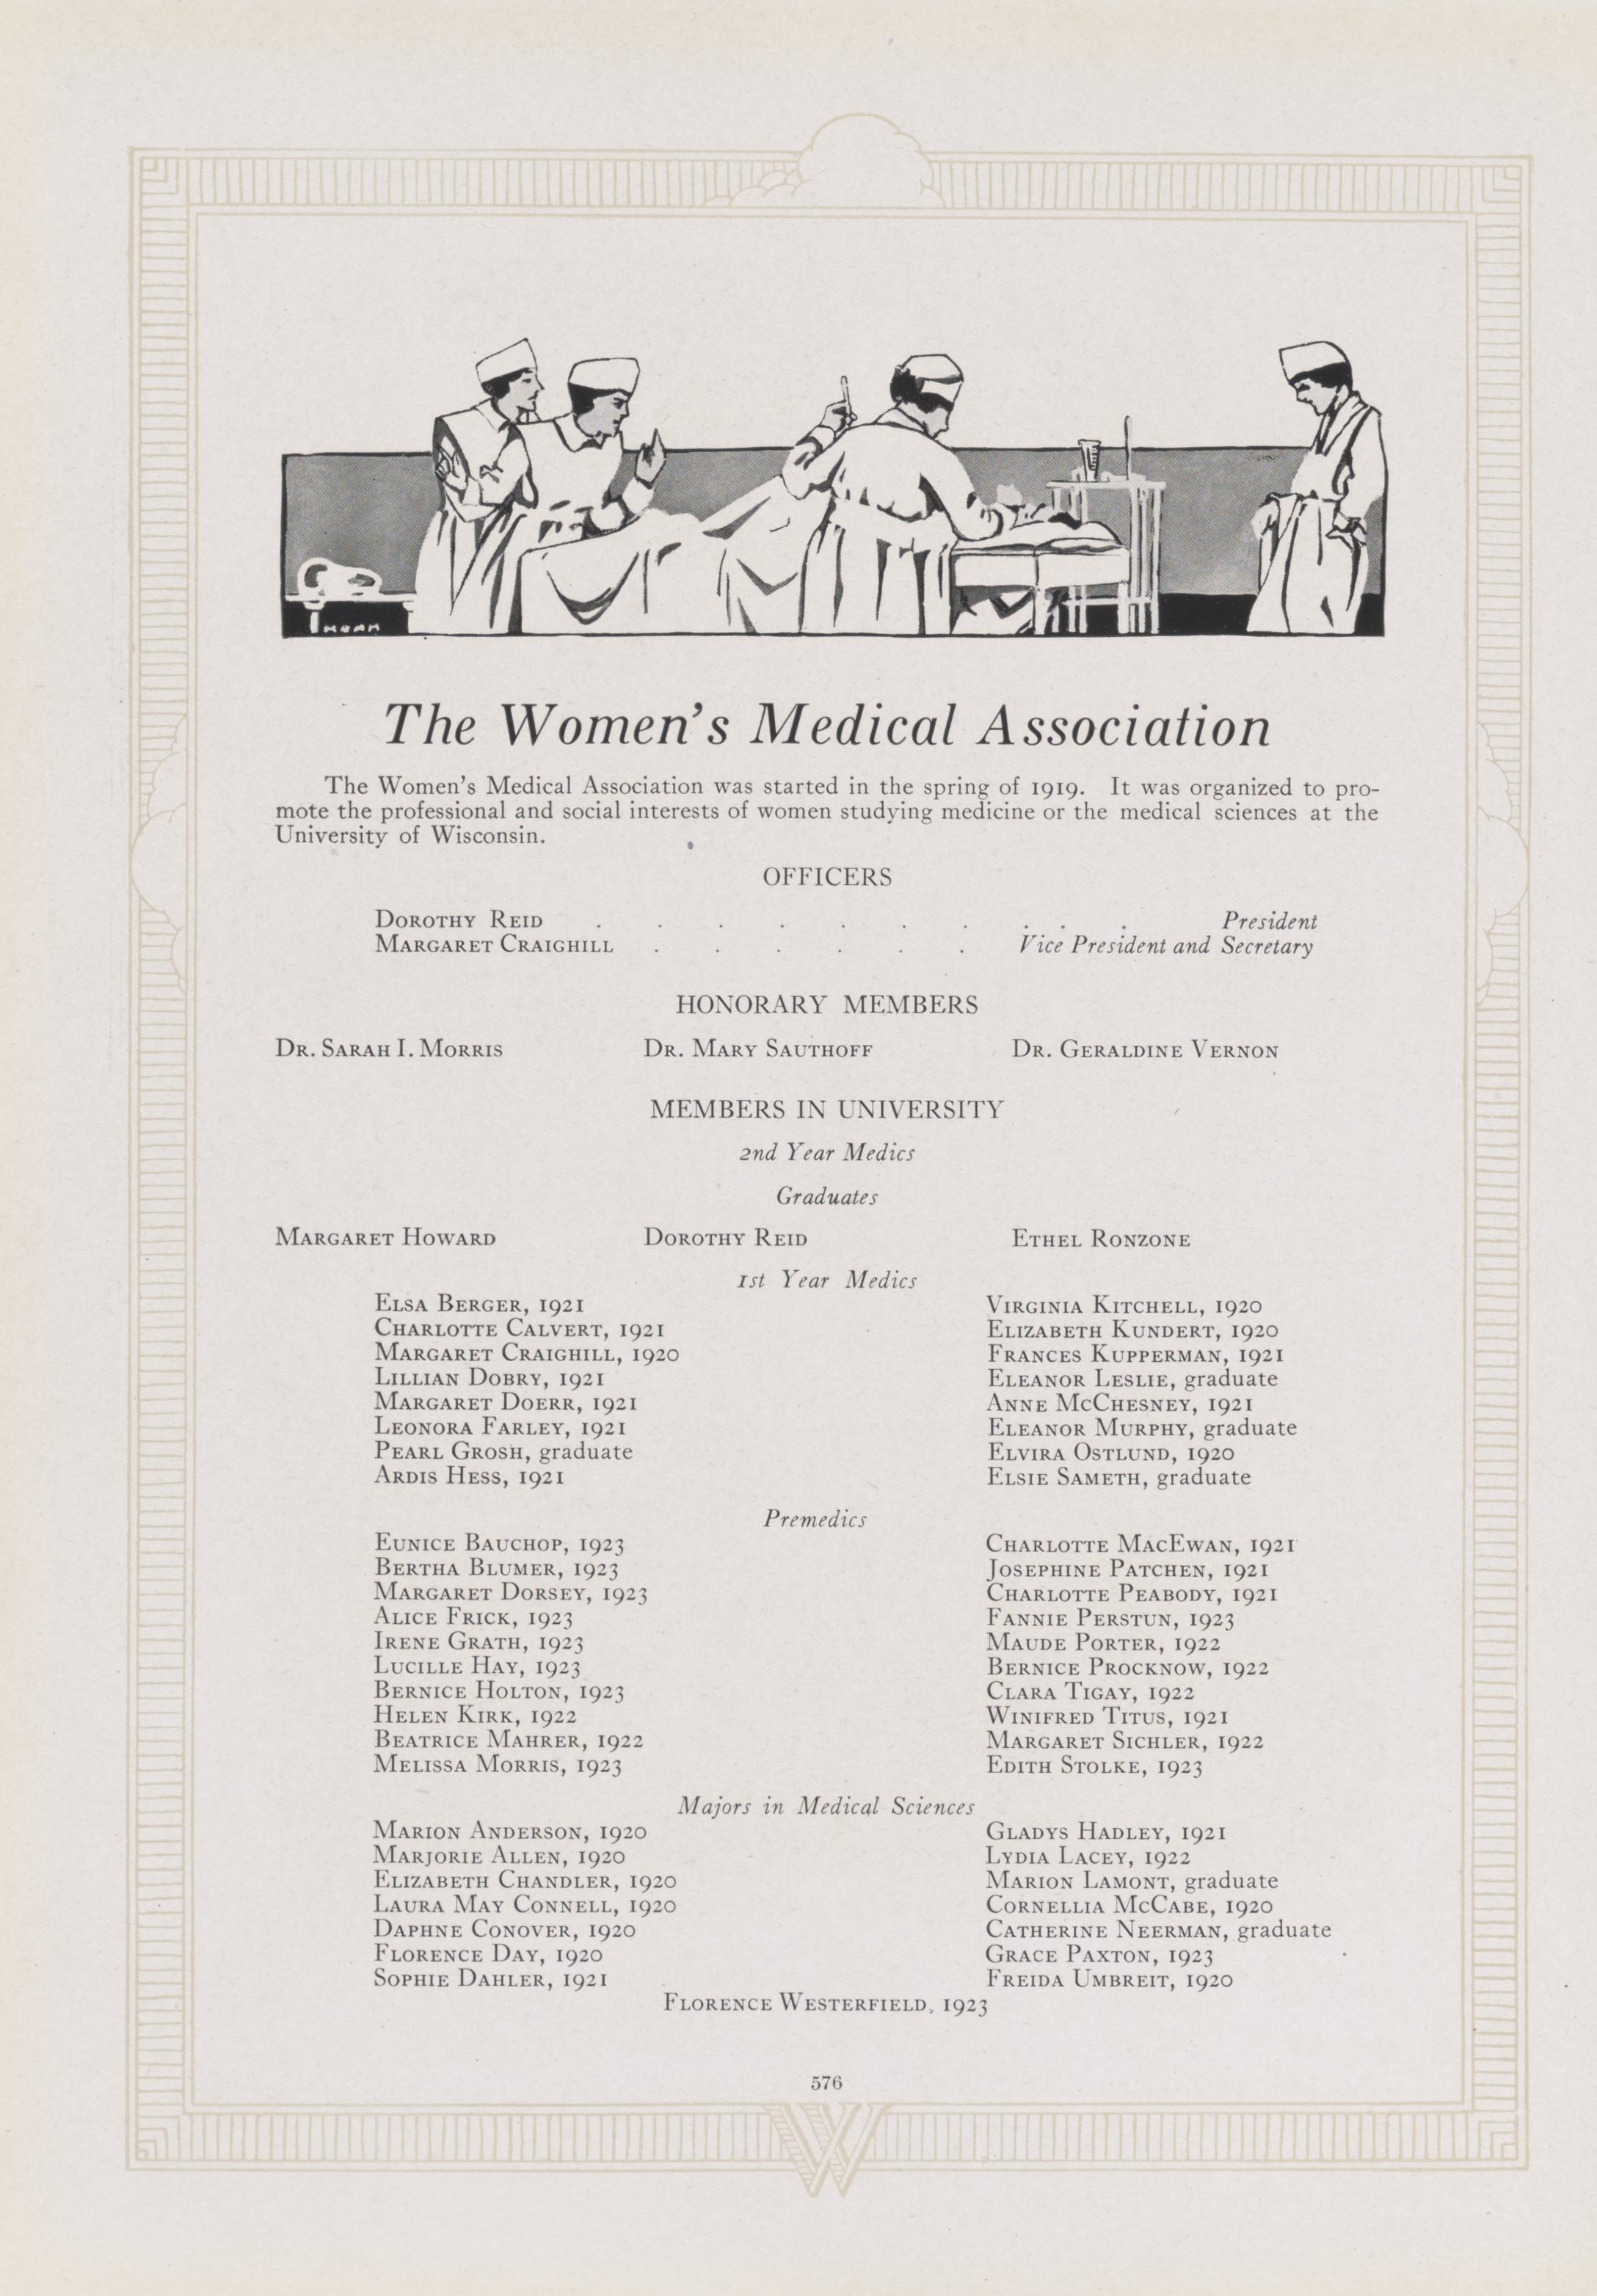 The Women's Medical Association
The Women's Medical Association was started in the spring of 1919. It was organized to pro-
mote the professional and social interests of women studying medicine or the medical sciences at the
University of Wisconsin.
OFFICERS
DOROTHY REID . . . . . . . . . . President
MARGARET CRAIGHILL . . . . . . Vice President and Secretary
HONORARY MEMBERS
DR. SARAH I. MORRIS DR. MARY SAUTHOFF DR. GERALDINE VERNON
MEMBERS IN UNIVERSITY
2nd Year Medics
Graduates
MARGARET HOWARD DOROTHY REID ETHEL RONZONE
1st Year Medics
ELSA BERGER, 1921
CHARLOTTE CALVERT, 1921
MARGARET CRAIGHILL, 1920
LILLIAN DOBRY, 1921
MARGARET DOERR, 1921
LEONORA FARLEY, 1921
PEARL GROSH, graduate
ARDIS HESS, 1921
VIRGINIA KITCHELL, 1920
ELIZABETH KUNDERT, 1920
FRANCES KUPPERMAN, 1921
ELEANOR LESLIE, graduate
ANNE MCCHESNEY, 1921
ELEANOR MURPHY, graduate
ELVIRA OSTLUND, 1920
ELSIE SAMETH, graduate
Premedics
EUNICE BAUCHOP, 1923
BERTHA BLUMER, 1923
MARGARET DORSEY, 1923
ALICE FRICK, 1923
IRENE GRATH, 1923
LUCILLE HAY, 1923
BERNICE HOLTON, 1923
HELEN KIRK, 1922
BEATRICE MAHRER, 1922
MELISSA MORRIS, 1923
CHARLOTTE MACEWAN, 1921
JOSEPHINE PATCHEN, 1921
CHARLOTTE PEABODY, 1921
FANNIE PERSTUN, 1923
MAUDE PORTER, 1922
BERNICE PROCKNOW, 1922
CLARA TIGAY, 1922
WINIFRED TITUS, 1921
MARGARET SICHLER, 1922
EDITH STOLKE, 1923
Majors in Medical Sciences
MARION ANDERSON, 1920
MARJORIE ALLEN, 1920
ELIZABETH CHANDLER, 1920
LAURA MAY CONNELL, 1920
DAPHNE CONOVER, 1920
FLORENCE DAY, 1920
SOPHIE DAHLER, 1921
GLADYS HADLEY, 1921
LYDIA LACEY, 1922
MARION LAMONT, graduate
CORNELLIA MCCABE, 1920
CATHERINE NEERMAN, graduate
GRACE PAXTON, 1923
FREIDA UMBREIT, 1920
FLORENCE WESTERFIELD, 1923
576
W